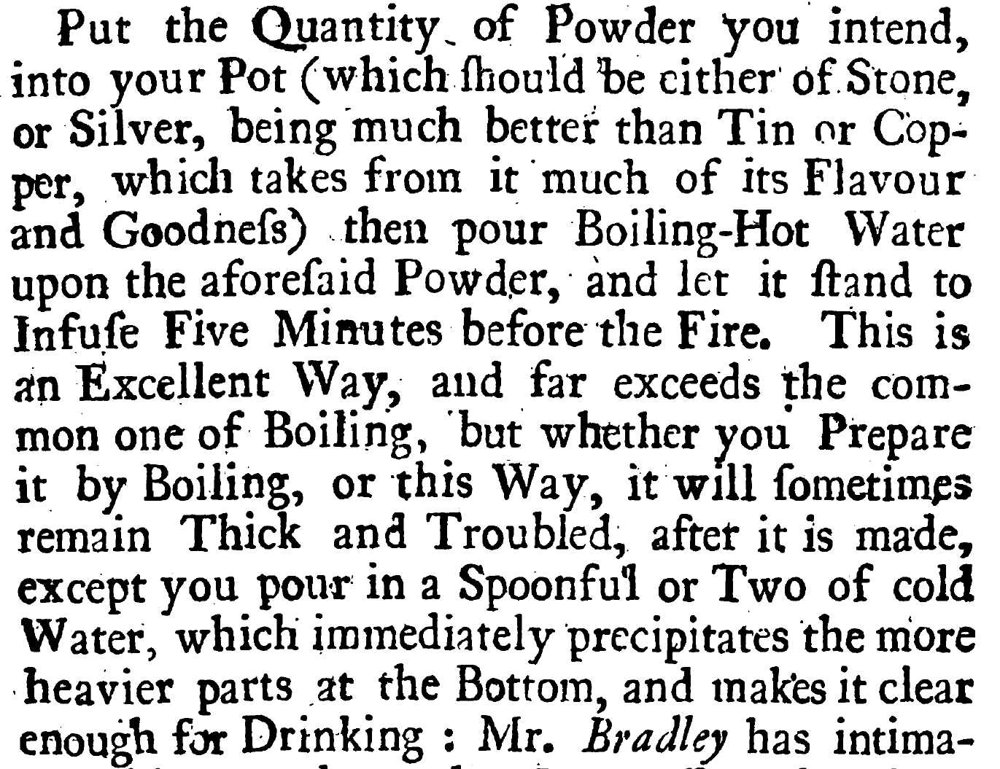 Put the Quantity of Powder you intend,
into your Pot (which ſhould be either of Stone,
or Silver, being much better than Tin or Cop-
per, which takes from it much of its Flavour
and Goodneſs) then pour Boiling-Hot Water
upon the aforeſaid Powder, and let it ſtand to
Infuſe Five Minutes before the Fire. This is
an Excellent Way, and far exceeds the com-
mon one of Boiling, but whether you Prepare
it by Boiling, or this Way, it will ſometimes
remain Thick and Troubled, after it is made,
except you pour in a Spoonful or Two of cold
Water, which immediately precipitates the more
heavier parts at the Bottom, and makes it clear
enough for Drinking : Mr. Bradley has intima-